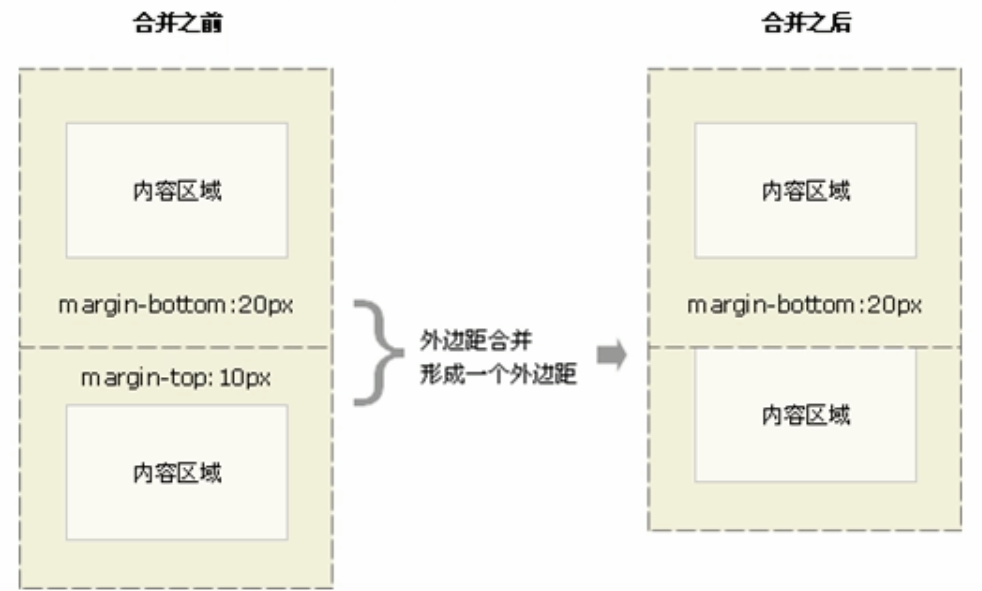 合并之前
合并之后
内容区域
margin-bottom:20px
margin-top: 10px
内容区域
外边距合并
形成一个外边距
内容区域
margin-bottom:20px
内容区域